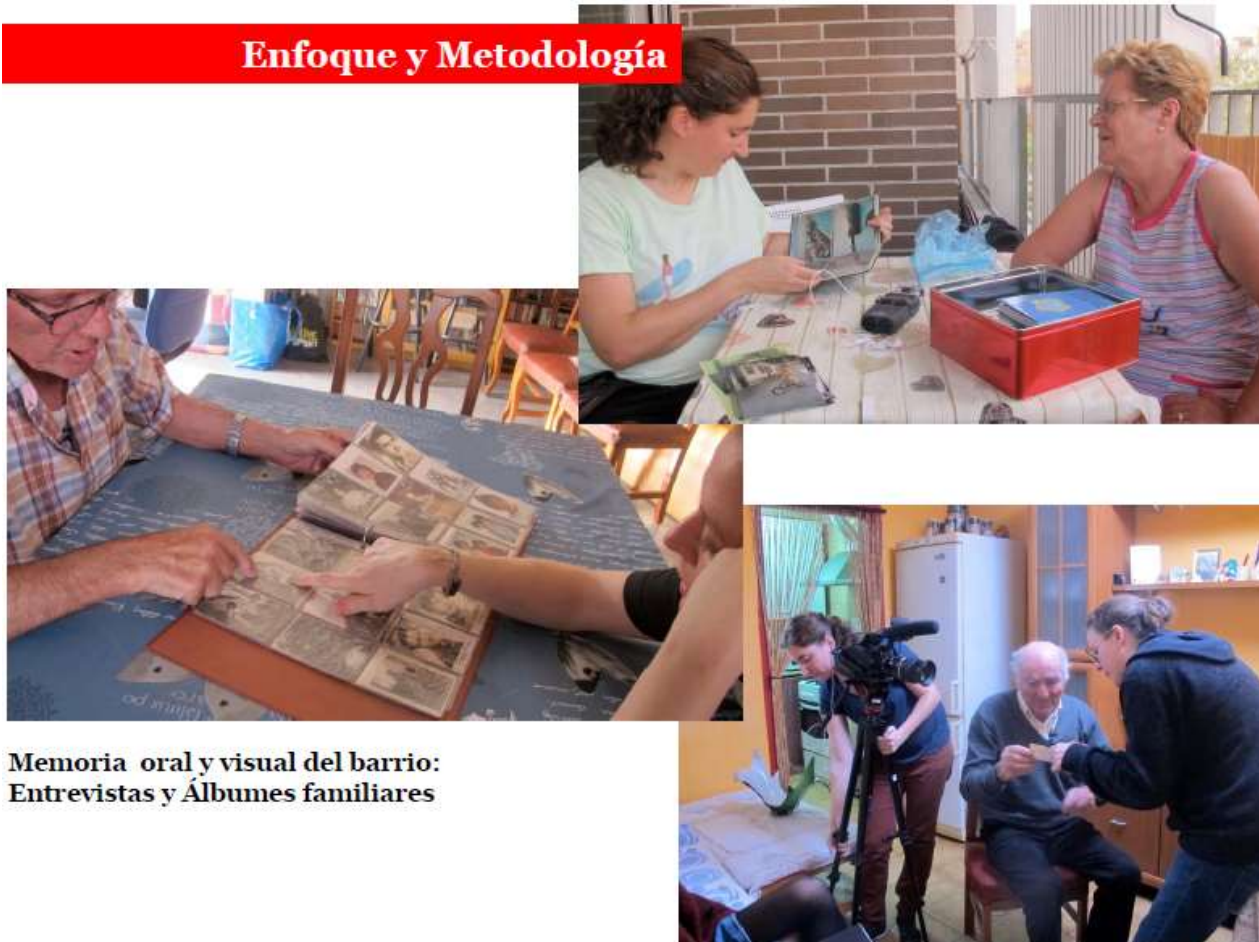 Enfoque y Metodología
Memoria oral y visual del barrio:
Entrevistas y Álbumes familiares